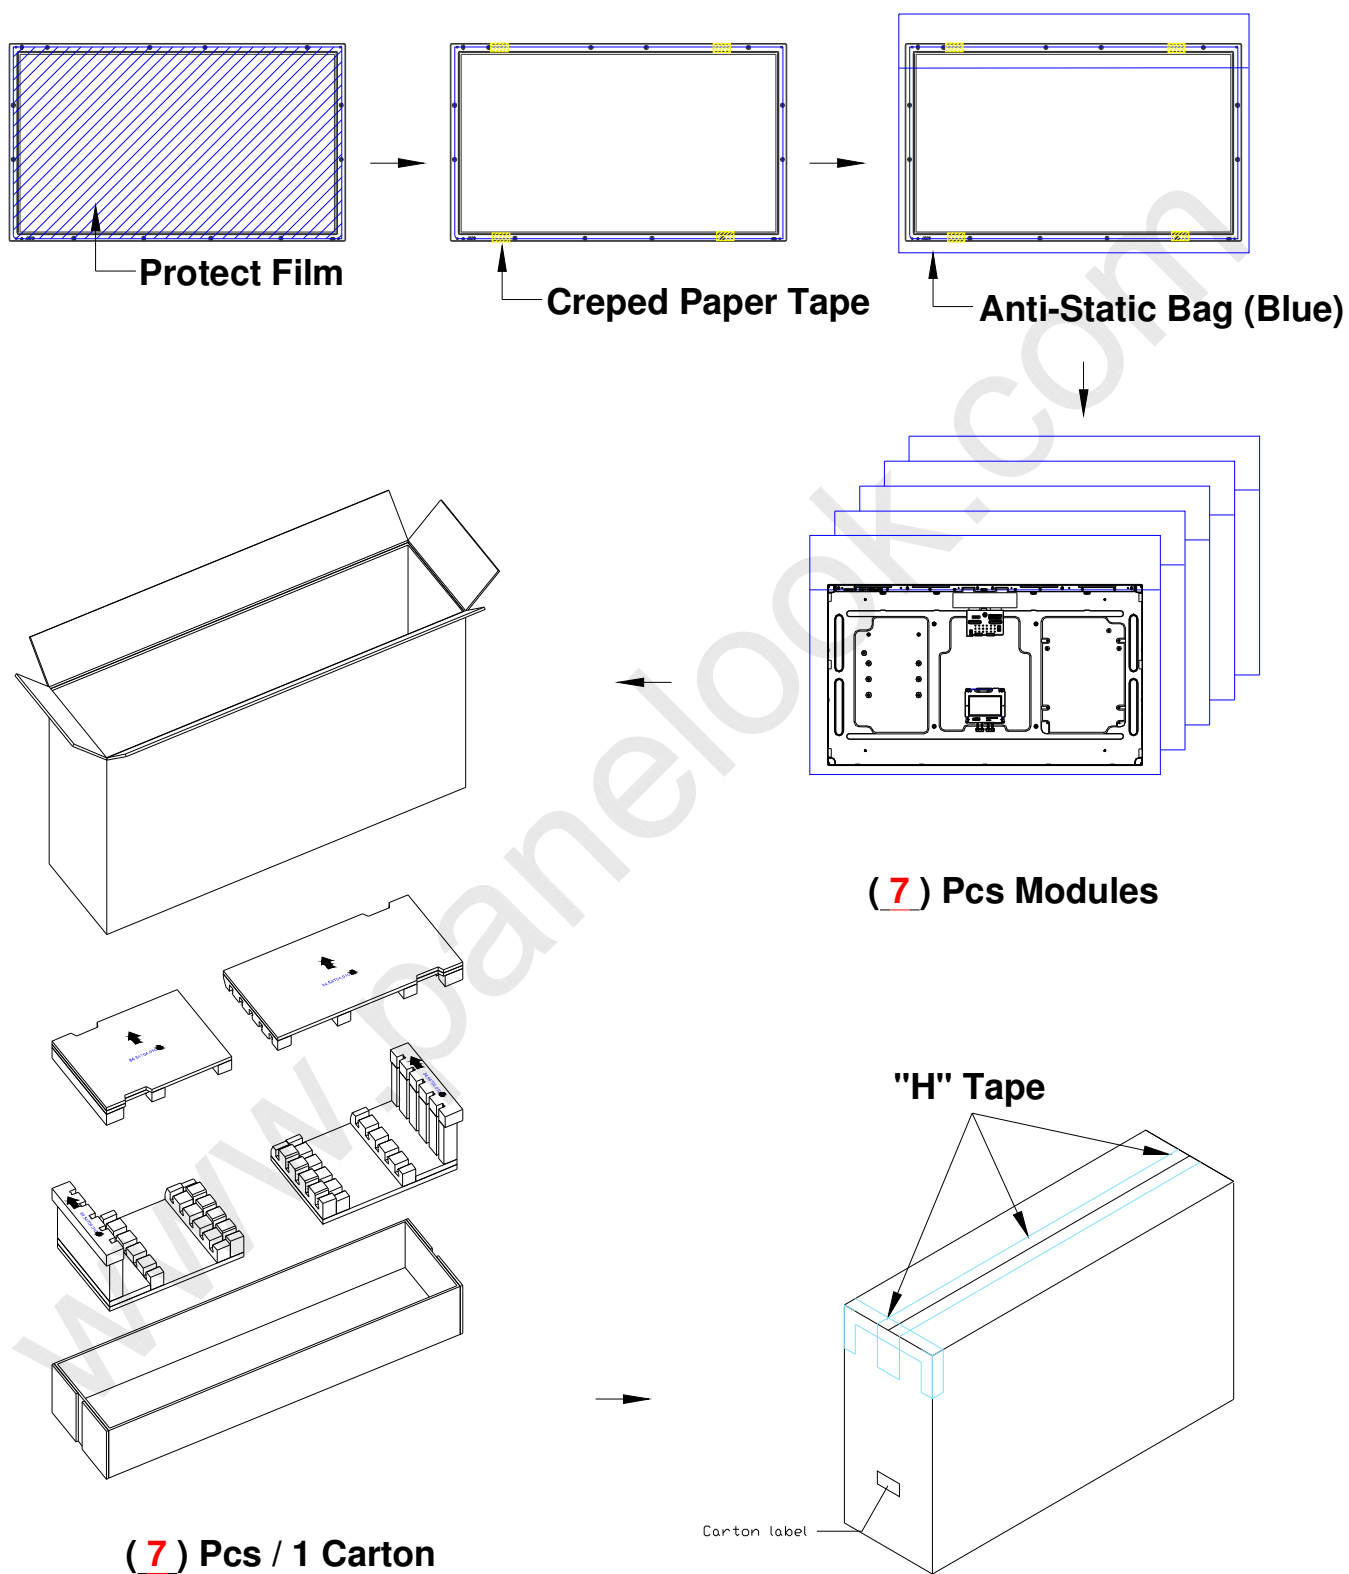 Protect Film
Creped Paper Tape
Anti-Static Bag (Blue)
( 7 ) Pcs Modules
"H" Tape
Carton label
( 7 ) Pcs / 1 Carton
www.panelook.com